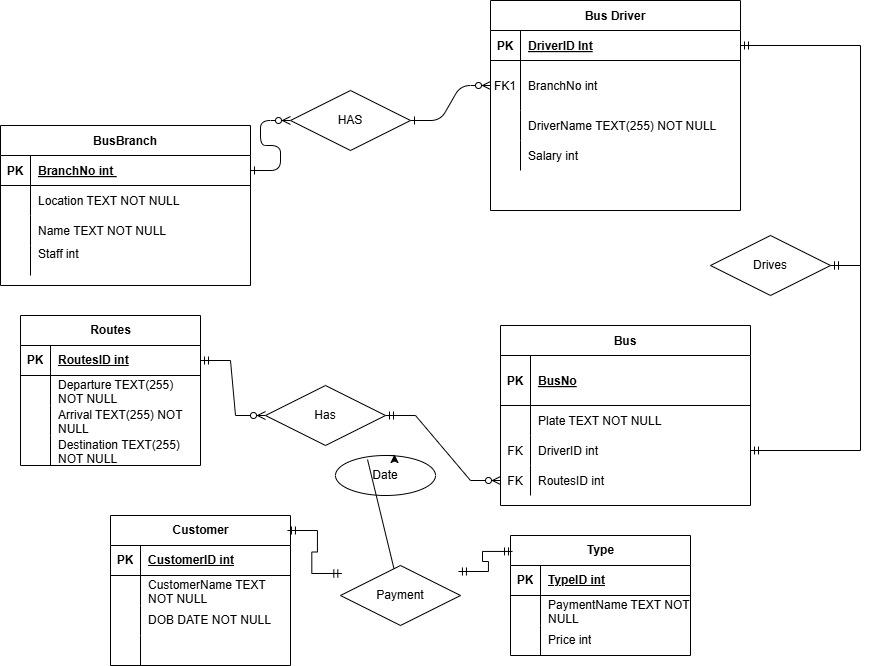 Bus Driver
PK DriverID Int
FK1 BranchNo int
DriverName TEXT(255) NOT NULL
Salary int
HAS
BusBranch
PK BranchNo int
Location TEXT NOT NULL
Name TEXT NOT NULL
Staff int
Drives
Routes
PK RoutesID int
Departure TEXT(255)
NOT NULL
Arrival TEXT(255) NOT
NULL
Destination TEXT(255)
NOT NULL
Has
Bus
PK BusNo
Plate TEXT NOT NULL
FK DriverID int
FK RoutesID int
Date
Customer
PK CustomerID int
CustomerName TEXT
NOT NULL
DOB DATE NOT NULL
Payment
Type
PK TypeID int
PaymentName TEXT NOT
NULL
Price int